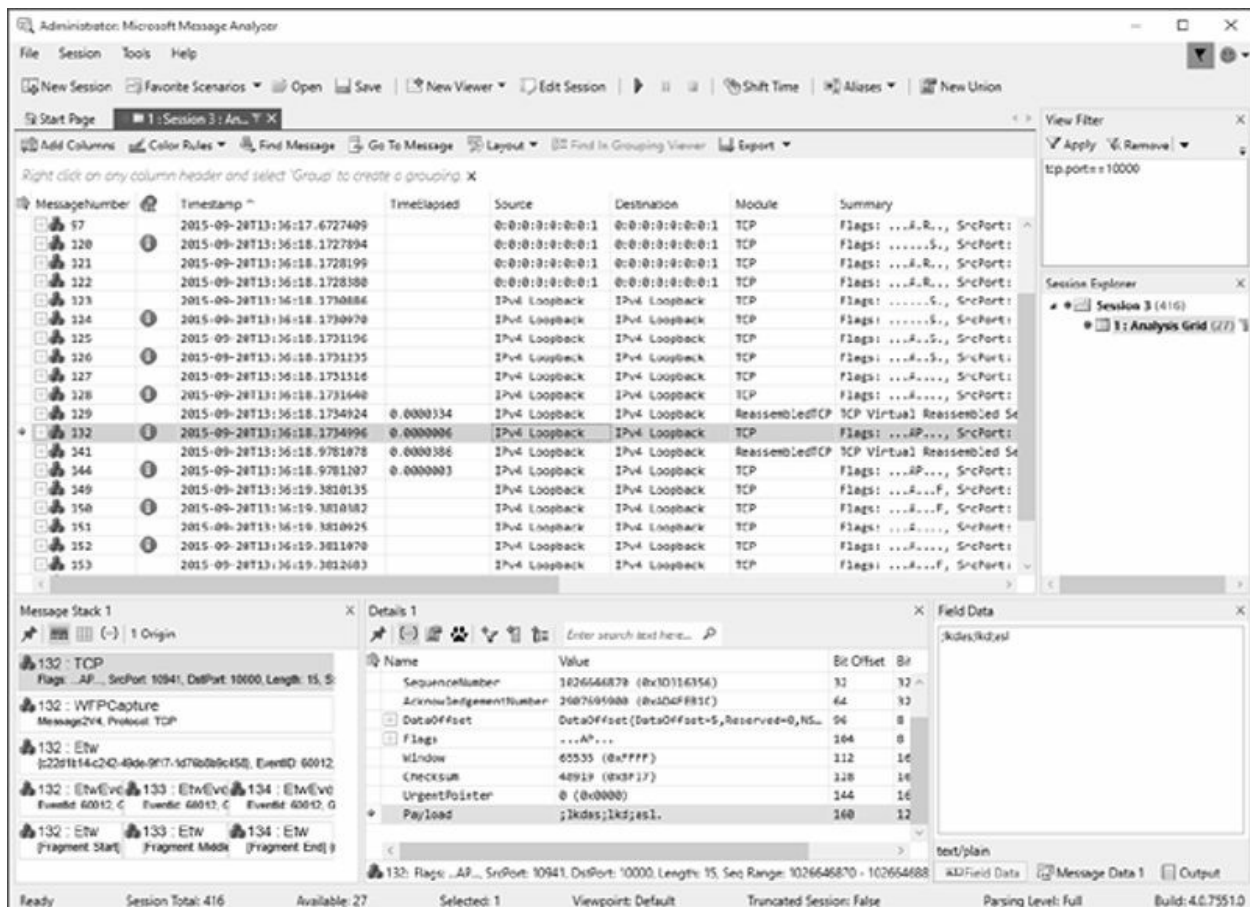 Administrator: Microsoft Message Analyzer
File Session Tools Help
New Session Favorite Scenarios Open Save New Viewer Edit Session Shift Time Aliases New Union
Start Page 1 : Session 3 : An...
Add Columns Color Rules Find Message Go To Message Layout Find In Grouping Viewer Export
Right click on any column header and select 'Group' to create a grouping.
MessageNumber Timestamp TimeElapsed Source Destination Module Summary
97 2015-09-20T13:36:17.6727409 0:0:0:0:0:0:0:1 0:0:0:0:0:0:0:1 TCP Flags: ...A.R.., SrcPort:
120 2015-09-20T13:36:18.1727894 0:0:0:0:0:0:0:1 0:0:0:0:0:0:0:1 TCP Flags: ......S., SrcPort:
121 2015-09-20T13:36:18.1728199 0:0:0:0:0:0:0:1 0:0:0:0:0:0:0:1 TCP Flags: ...A.R.., SrcPort:
122 2015-09-20T13:36:18.1728380 0:0:0:0:0:0:0:1 0:0:0:0:0:0:0:1 TCP Flags: ...A.R.., SrcPort:
123 2015-09-20T13:36:18.1730886 IPv4 Loopback IPv4 Loopback TCP Flags: ......S., SrcPort:
124 2015-09-20T13:36:18.1730970 IPv4 Loopback IPv4 Loopback TCP Flags: ......S., SrcPort:
125 2015-09-20T13:36:18.1731196 IPv4 Loopback IPv4 Loopback TCP Flags: ...A..S., SrcPort:
126 2015-09-20T13:36:18.1731235 IPv4 Loopback IPv4 Loopback TCP Flags: ...A..S., SrcPort:
127 2015-09-20T13:36:18.1731516 IPv4 Loopback IPv4 Loopback TCP Flags: ...A...., SrcPort:
128 2015-09-20T13:36:18.1731640 IPv4 Loopback IPv4 Loopback TCP Flags: ...A...., SrcPort:
129 2015-09-20T13:36:18.1734924 0.0000334 IPv4 Loopback IPv4 Loopback ReassembledTCP TCP Virtual Reassembled Se
132 2015-09-20T13:36:18.1734996 0.0000006 IPv4 Loopback IPv4 Loopback TCP Flags: ...AP..., SrcPort:
141 2015-09-20T13:36:18.9781078 0.0000386 IPv4 Loopback IPv4 Loopback ReassembledTCP TCP Virtual Reassembled Se
144 2015-09-20T13:36:18.9781207 0.0000003 IPv4 Loopback IPv4 Loopback TCP Flags: ...AP..., SrcPort:
149 2015-09-20T13:36:19.3810135 IPv4 Loopback IPv4 Loopback TCP Flags: ...A...F, SrcPort:
150 2015-09-20T13:36:19.3810382 IPv4 Loopback IPv4 Loopback TCP Flags: ...A...F, SrcPort:
151 2015-09-20T13:36:19.3810925 IPv4 Loopback IPv4 Loopback TCP Flags: ...A...., SrcPort:
152 2015-09-20T13:36:19.3811070 IPv4 Loopback IPv4 Loopback TCP Flags: ...A...., SrcPort:
153 2015-09-20T13:36:19.3812683 IPv4 Loopback IPv4 Loopback TCP Flags: ...A...F, SrcPort:
View Filter
Apply Remove
tcp.port==10000
Session Explorer
Session 3 (416)
1 : Analysis Grid (27)
Message Stack 1
1 Origin
132 : TCP
Flags: ...AP..., SrcPort: 10941, DstPort: 10000, Length: 15, S
132 : WFPCapture
Message2V4, Protocol: TCP
132 : Etw
EventID: 60012,
132 : EtwEve 133 : EtwEve 134 : EtwEve
EventId: 60012, C EventId: 60012, C EventId: 60012, G
132 : Etw 133 : Etw 134 : Etw
[Fragment Start] [Fragment Middle [Fragment End]
Details 1
Enter search text here...
Name Value Bit Offset Bit
SequenceNumber 1026646870 (0x3D316356) 32 32
AcknowledgementNumber 64 32
DataOffset DataOffset{DataOffset=5,Reserved=0,NS... 96 8
Flags ...AP... 104 8
Window 65535 (0xFFFF) 112 16
Checksum 48919 (0xBF17) 128 16
UrgentPointer 0 (0x0000) 144 16
Payload ;lkdas;lkd;esl. 160 12
132: Flags: ...AP..., SrcPort: 10941, DstPort: 10000, Length: 15, Seq Range: 1026646870 - 102664688
Field Data
text/plain
Field Data Message Data 1 Output
Ready Session Total: 416 Available: 27 Selected: 1 Viewpoint: Default Truncated Session: False Parsing Level: Full Build: 4.0.7551.0